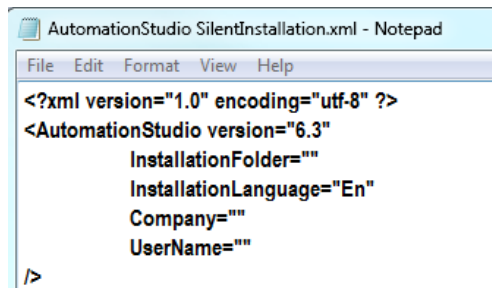 AutomationStudio SilentInstallation.xml - Notepad
File Edit Format View Help
<?xml version="1.0" encoding="utf-8" ?>
<AutomationStudio version="6.3"
InstallationFolder=""
InstallationLanguage="En"
Company=""
UserName=""
/>